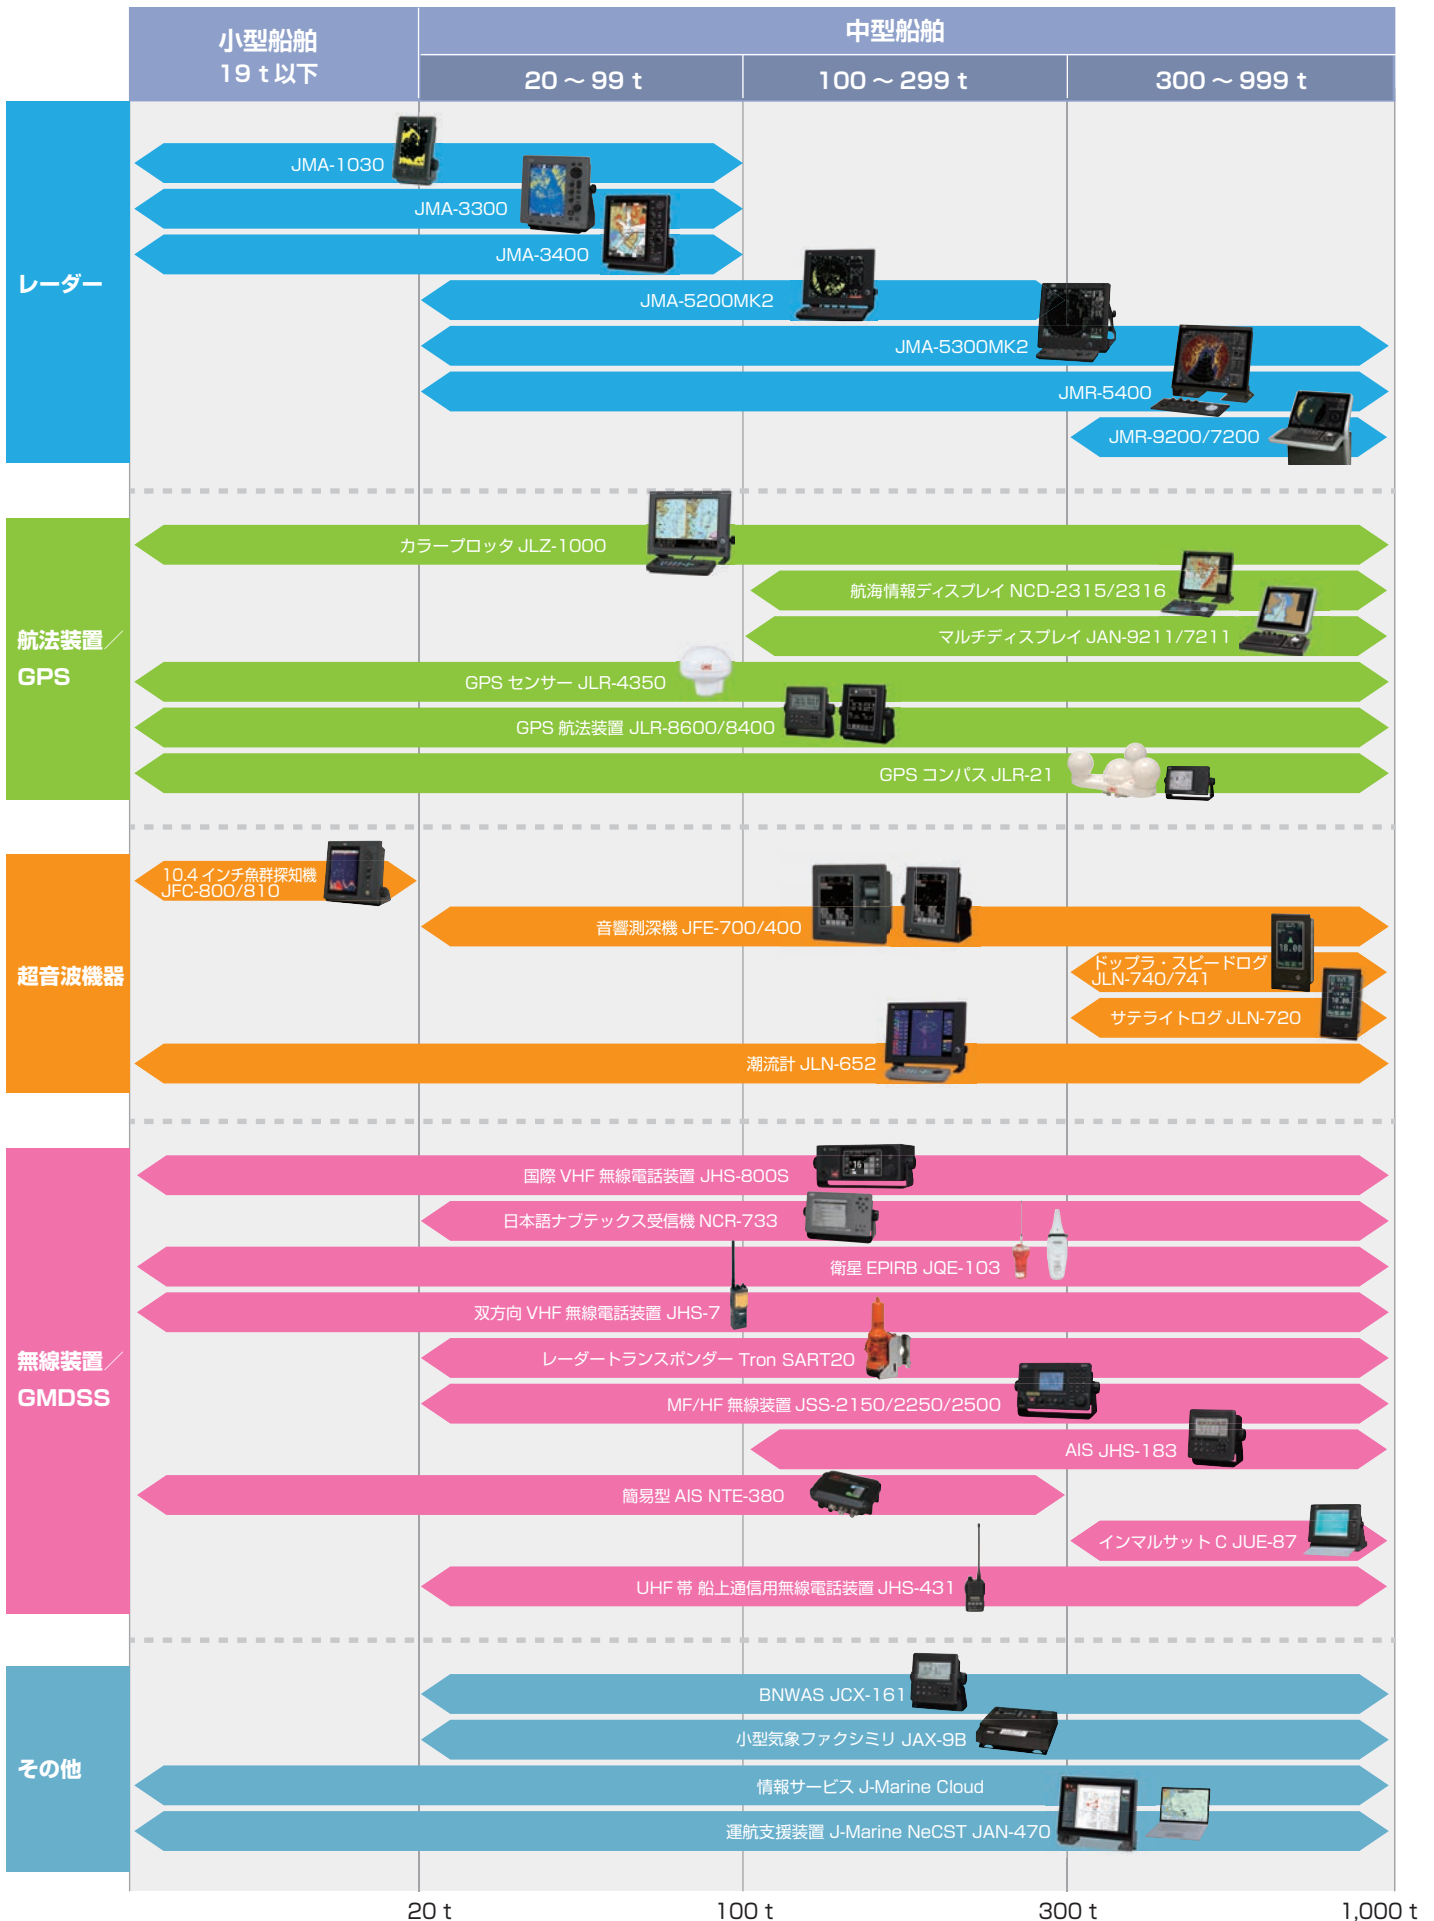 小型船舶
19 t 以下
中型船舶
20 ～ 99 t
100 ～ 299 t
300 ～ 999 t
レーダー
JMA-1030
JMA-3300
JMA-3400
JMA-5200MK2
JMA-5300MK2
JMR-5400
JMR-9200/7200
航法装置／
GPS
カラープロッタ JLZ-1000
航海情報ディスプレイ NCD-2315/2316
マルチディスプレイ JAN-9211/7211
GPS センサー JLR-4350
GPS 航法装置 JLR-8600/8400
GPS コンパス JLR-21
超音波機器
10.4 インチ魚群探知機
JFC-800/810
音響測深機 JFE-700/400
ドップラ・スピードログ
JLN-740/741
サテライトログ JLN-720
潮流計 JLN-652
無線装置／
GMDSS
国際 VHF 無線電話装置 JHS-800S
日本語ナブテックス受信機 NCR-733
衛星 EPIRB JQE-103
双方向 VHF 無線電話装置 JHS-7
レーダートランスポンダー Tron SART20
MF/HF 無線装置 JSS-2150/2250/2500
AIS JHS-183
簡易型 AIS NTE-380
インマルサット C JUE-87
UHF 帯 船上通信用無線電話装置 JHS-431
その他
BNWAS JCX-161
小型気象ファクシミリ JAX-9B
情報サービス J-Marine Cloud
運航支援装置 J-Marine NeCST JAN-470
20 t
100 t
300 t
1,000 t